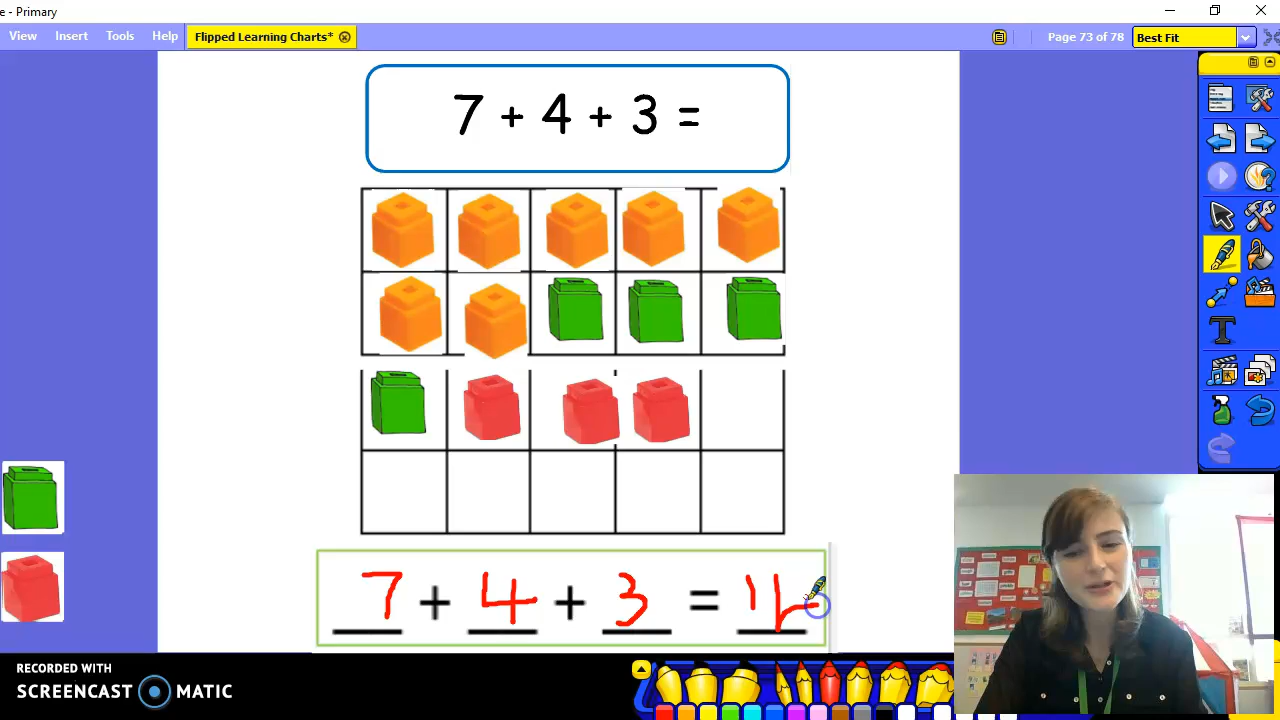 e - Primary
View Insert Tools Help Flipped Learning Charts* Page 73 of 78 Best Fit
7 + 4 + 3 =
7 + 4 + 3 = 14
RECORDED WITH
SCREENCAST MATIC